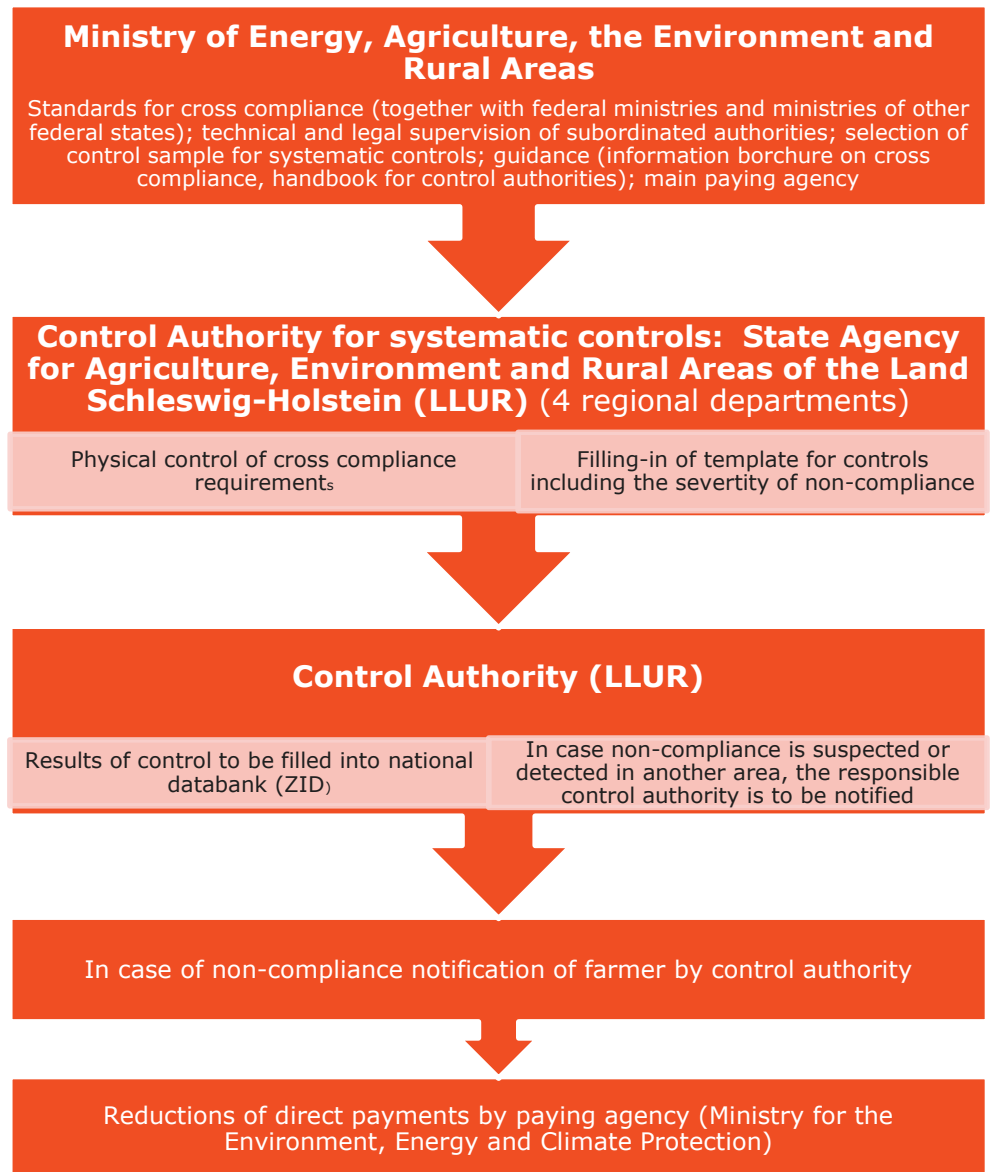 Ministry of Energy, Agriculture, the Environment and
Rural Areas
Standards for cross compliance (together with federal ministries and ministries of other
federal states); technical and legal supervision of subordinated authorities; selection of
control sample for systematic controls; guidance (information borchure on cross
compliance, handbook for control authorities); main paying agency
Control Authority for systematic controls: State Agency
for Agriculture, Environment and Rural Areas of the Land
Schleswig-Holstein (LLUR) (4 regional departments)
Physical control of cross compliance
requirements
Filling-in of template for controls
including the severtity of non-compliance
Control Authority (LLUR)
Results of control to be filled into national
databank (ZID)
In case non-compliance is suspected or
detected in another area, the responsible
control authority is to be notified
In case of non-compliance notification of farmer by control authority
Reductions of direct payments by paying agency (Ministry for the
Environment, Energy and Climate Protection)